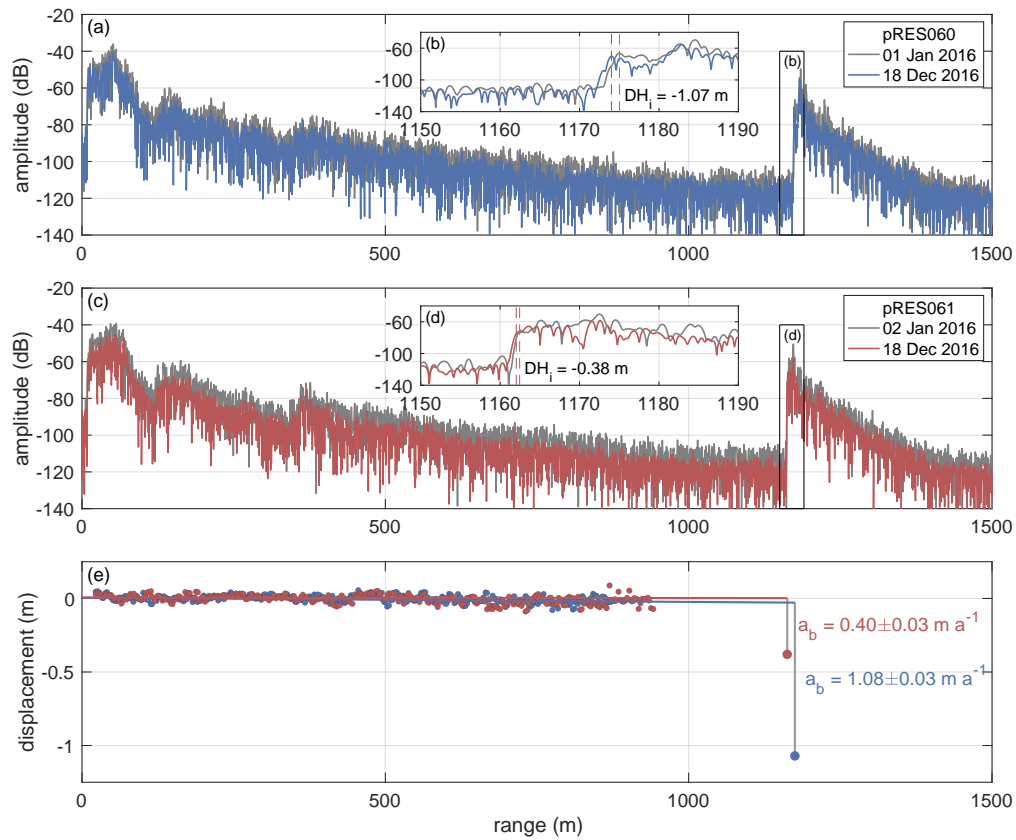 (a)
-20
-40
-60
-80
-100
-120
-140
amplitude (dB)
0
500
1000
1500
(b)
-60
-100
-140
1150
1160
1170
1180
1190
DH_i = -1.07 m
(b)
pRES060
01 Jan 2016
18 Dec 2016
(c)
-20
-40
-60
-80
-100
-120
-140
amplitude (dB)
0
500
1000
1500
(d)
-60
-100
-140
1150
1160
1170
1180
1190
DH_i = -0.38 m
(d)
pRES061
02 Jan 2016
18 Dec 2016
(e)
0
-0.5
-1
displacement (m)
a_b = 0.40±0.03 m a^-1
a_b = 1.08±0.03 m a^-1
0
500
1000
1500
range (m)